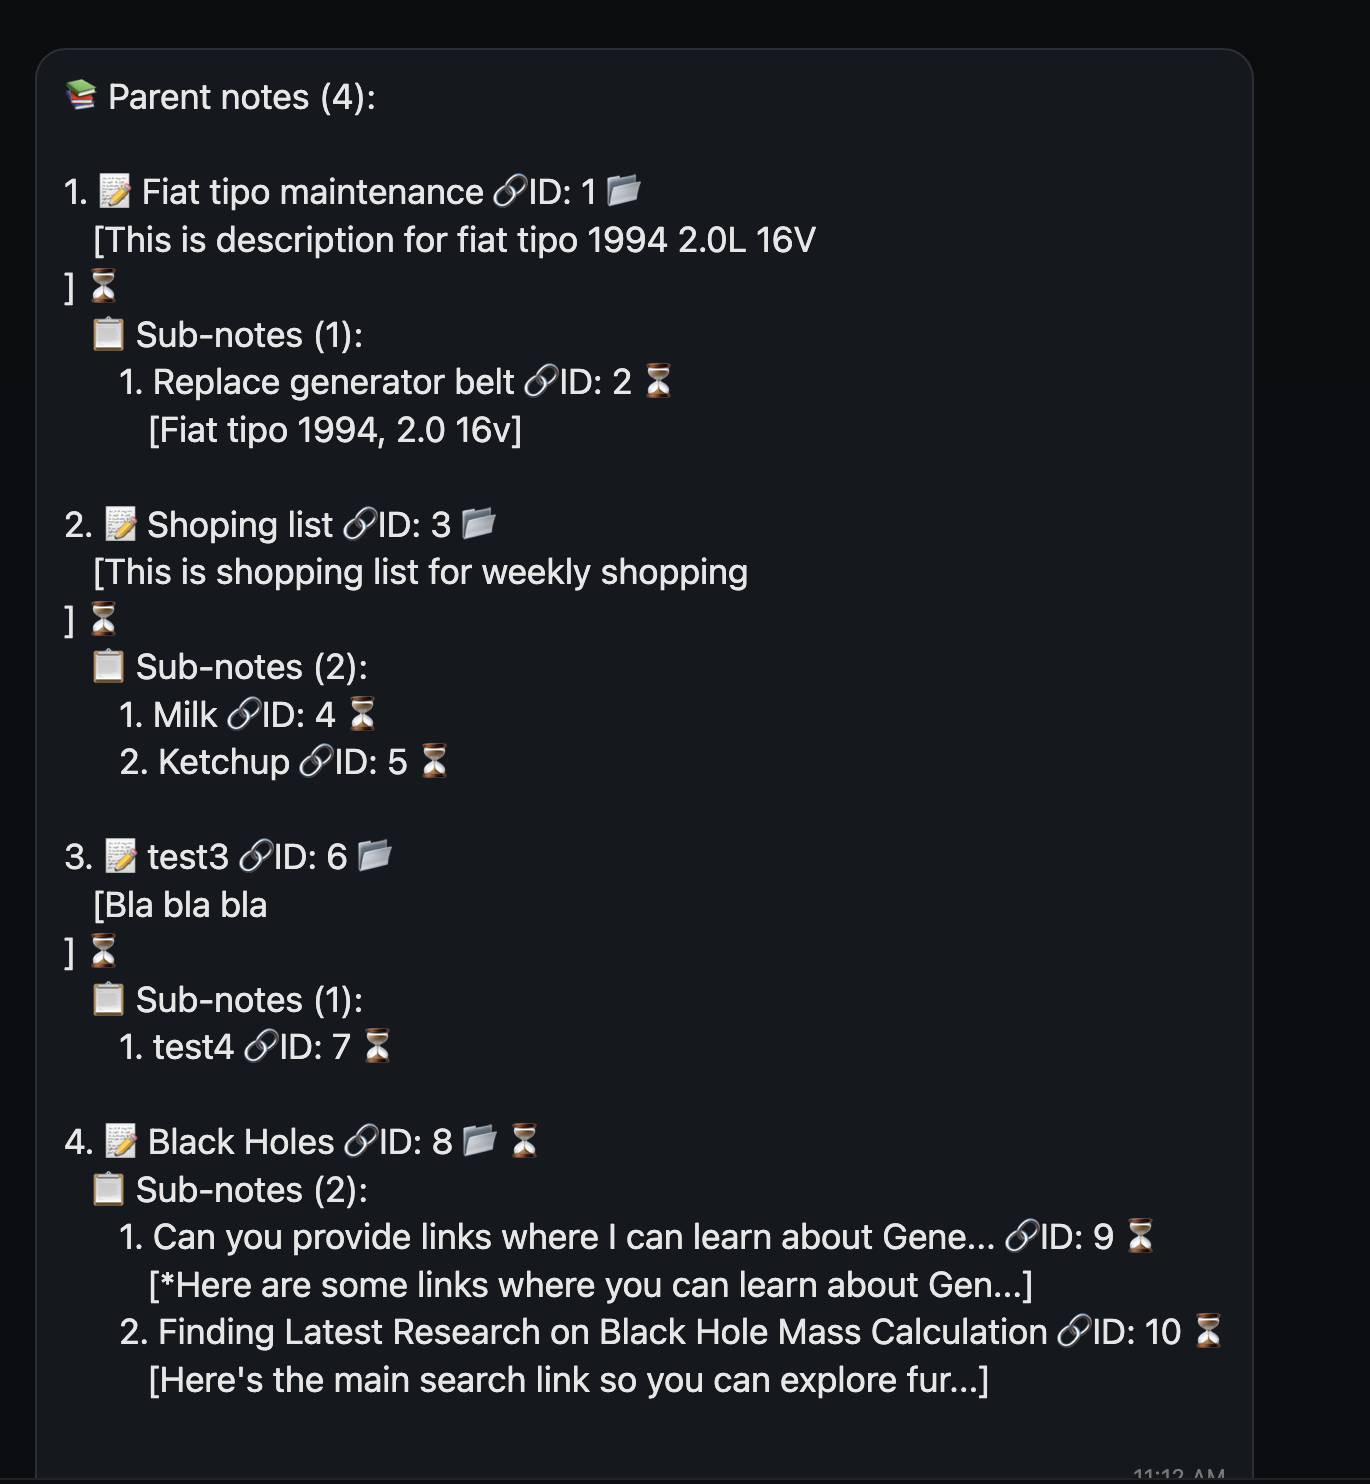 📚 Parent notes (4):
1. 📝 Fiat tipo maintenance 🔗ID: 1 📁
[This is description for fiat tipo 1994 2.0L 16V
] ⏳
📋 Sub-notes (1):
1. Replace generator belt 🔗ID: 2 ⏳
[Fiat tipo 1994, 2.0 16v]
2. 📝 Shoping list 🔗ID: 3 📁
[This is shopping list for weekly shopping
] ⏳
📋 Sub-notes (2):
1. Milk 🔗ID: 4 ⏳
2. Ketchup 🔗ID: 5 ⏳
3. 📝 test3 🔗ID: 6 📁
[Bla bla bla
] ⏳
📋 Sub-notes (1):
1. test4 🔗ID: 7 ⏳
4. 📝 Black Holes 🔗ID: 8 📁 ⏳
📋 Sub-notes (2):
1. Can you provide links where I can learn about Gene... 🔗ID: 9 ⏳
[*Here are some links where you can learn about Gen...]
2. Finding Latest Research on Black Hole Mass Calculation 🔗ID: 10 ⏳
[Here's the main search link so you can explore fur...]
11:12 AM